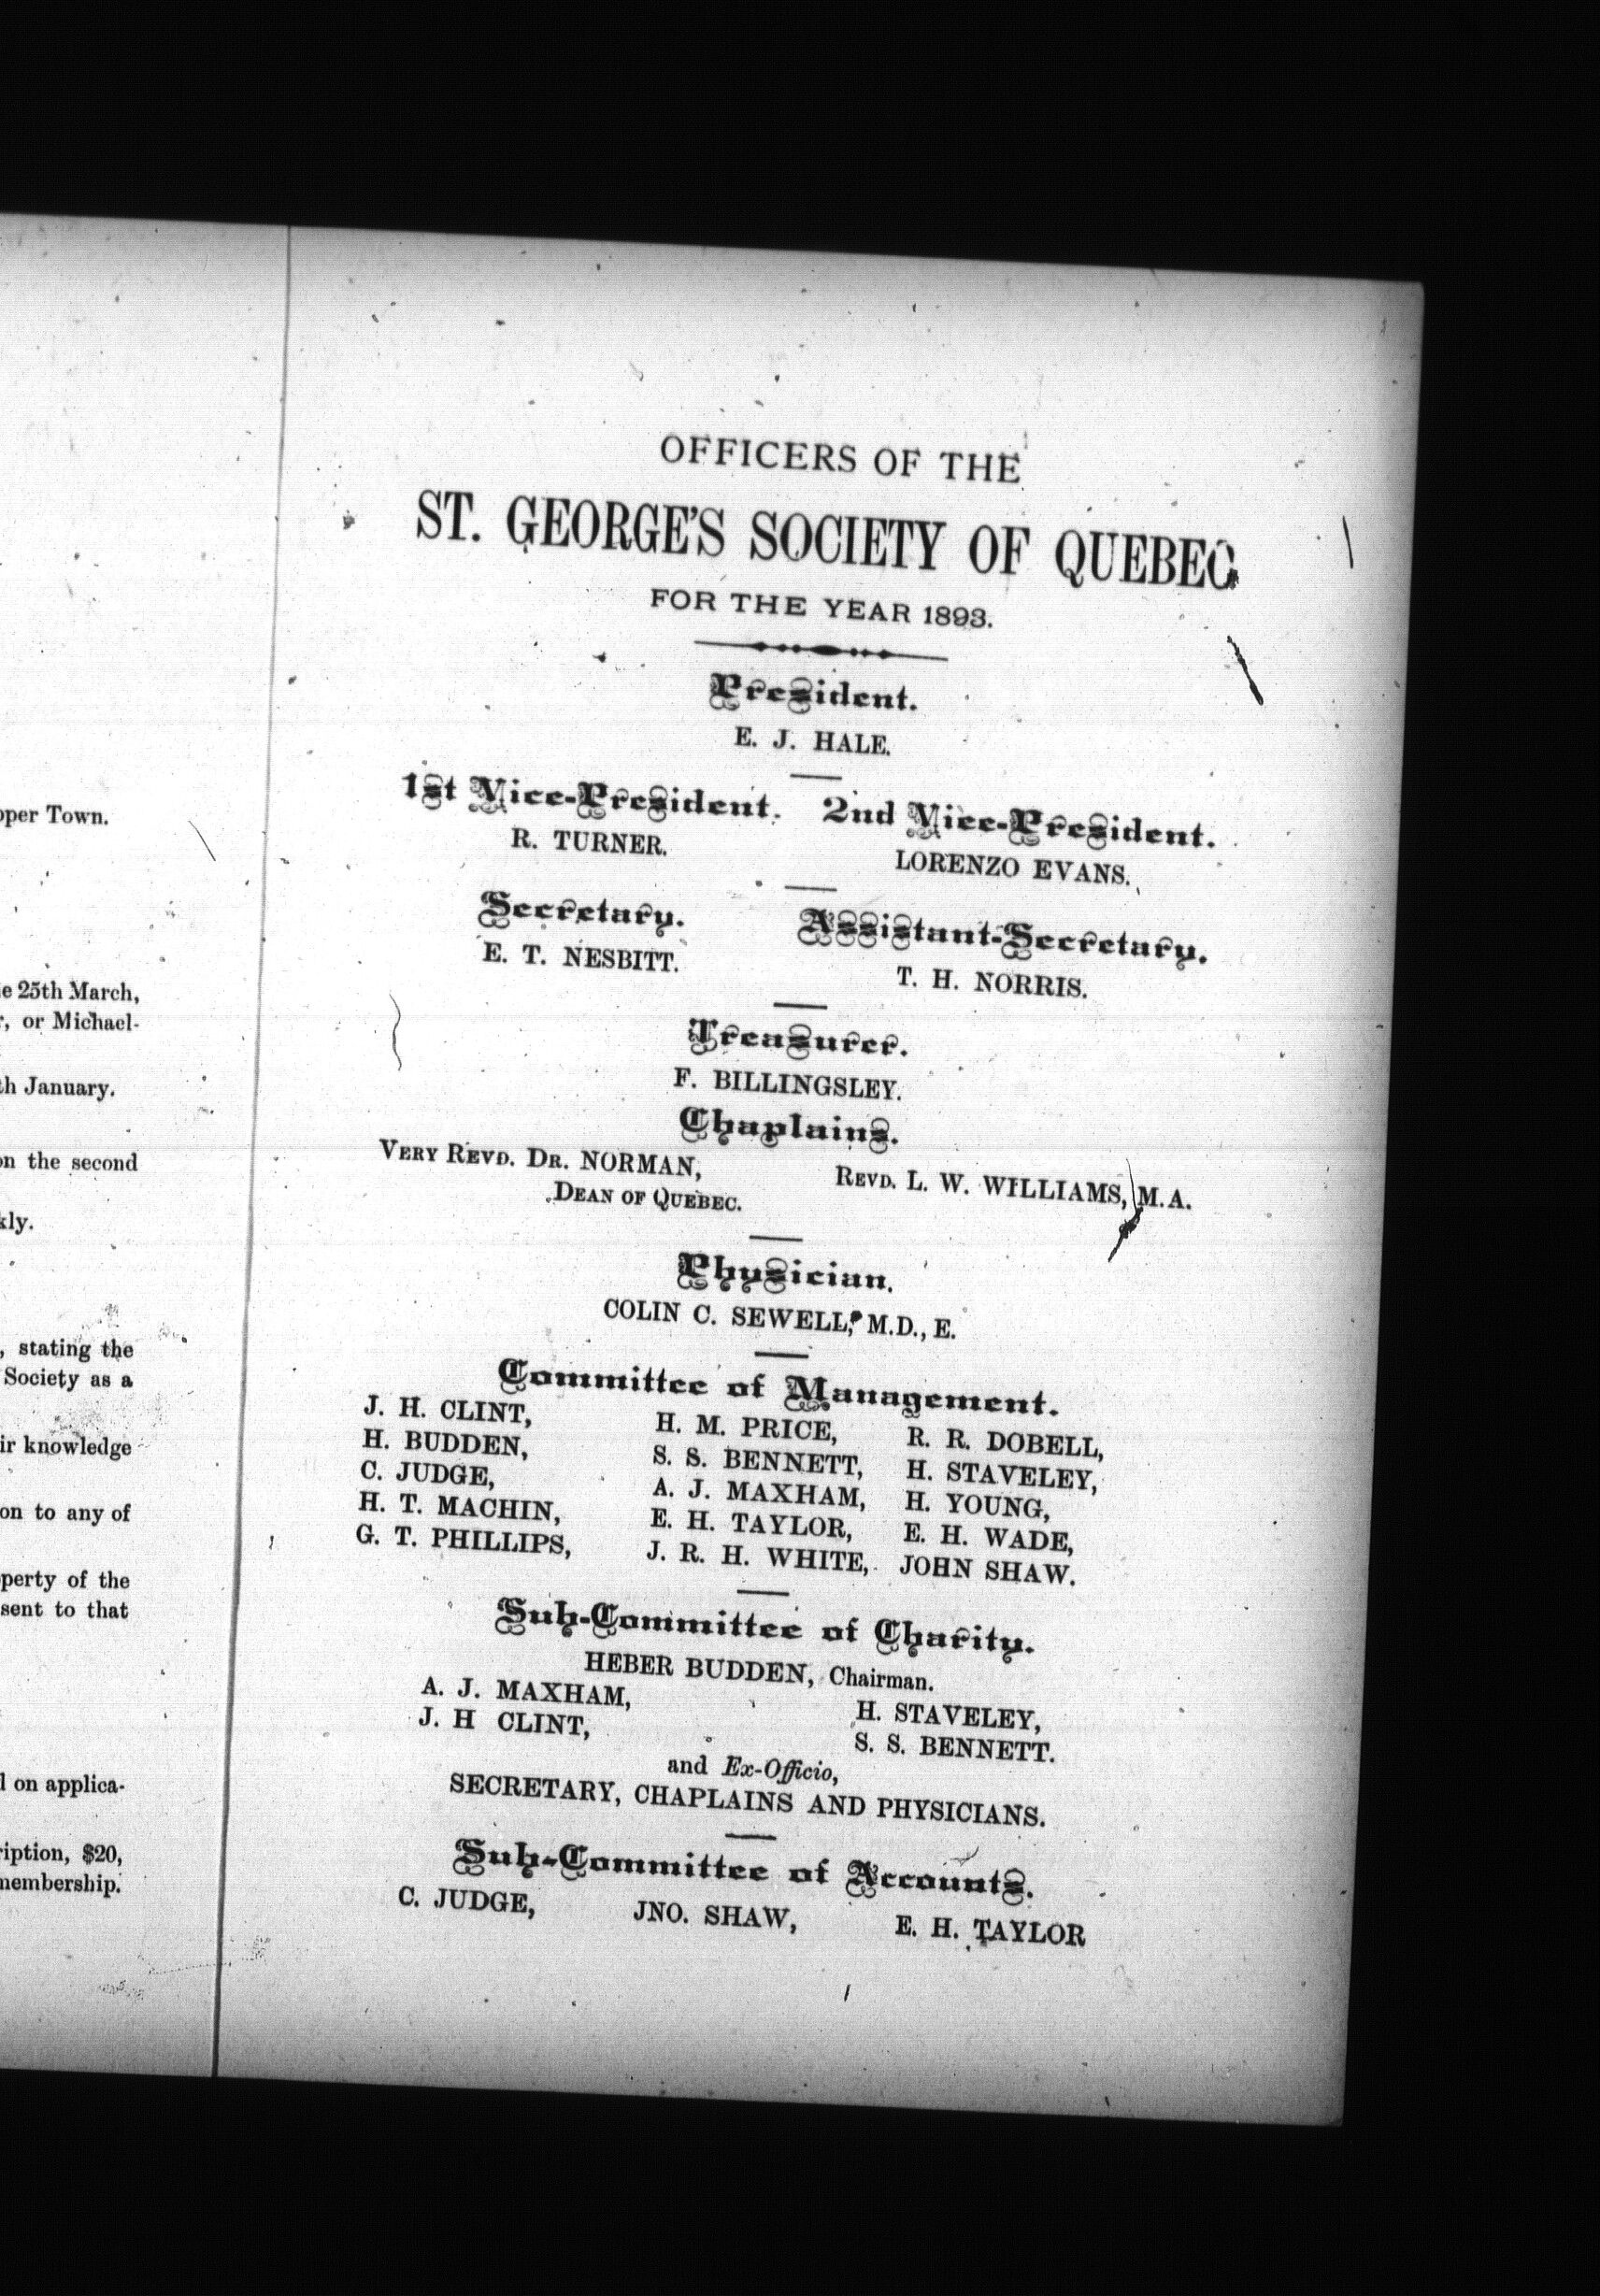 pper Town.
e 25th March,
r, or Michael-
th January.
on the second
kly.
, stating the
Society as a
ir knowledge
on to any of
perty of the
sent to that
l on applica-
ription, $20,
membership.
OFFICERS OF THE
ST. GEORGE'S SOCIETY OF QUEBEC
FOR THE YEAR 1893.
President.
E. J. HALE.
1st Vice-President. 2nd Vice-President.
R. TURNER. LORENZO EVANS.
Secretary. Assistant-Secretary.
E. T. NESBITT. T. H. NORRIS.
Treasurer.
F. BILLINGSLEY.
Chaplains.
VERY REVD. DR. NORMAN, REVD. L. W. WILLIAMS, M.A.
DEAN OF QUEBEC.
Physician.
COLIN C. SEWELL, M.D., E.
Committee of Management.
J. H. CLINT, H. M. PRICE, R. R. DOBELL,
H. BUDDEN, S. S. BENNETT, H. STAVELEY,
C. JUDGE, A. J. MAXHAM, H. YOUNG,
H. T. MACHIN, E. H. TAYLOR, E. H. WADE,
G. T. PHILLIPS, J. R. H. WHITE, JOHN SHAW.
Sub-Committee of Charity.
HEBER BUDDEN, Chairman.
A. J. MAXHAM, H. STAVELEY,
J. H CLINT, S. S. BENNETT.
and Ex-Officio,
SECRETARY, CHAPLAINS AND PHYSICIANS.
Sub-Committee of Accounts.
C. JUDGE, JNO. SHAW, E. H. TAYLOR